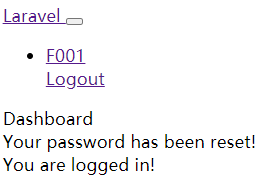 Laravel
F001
Logout
Dashboard
Your password has been reset!
You are logged in!